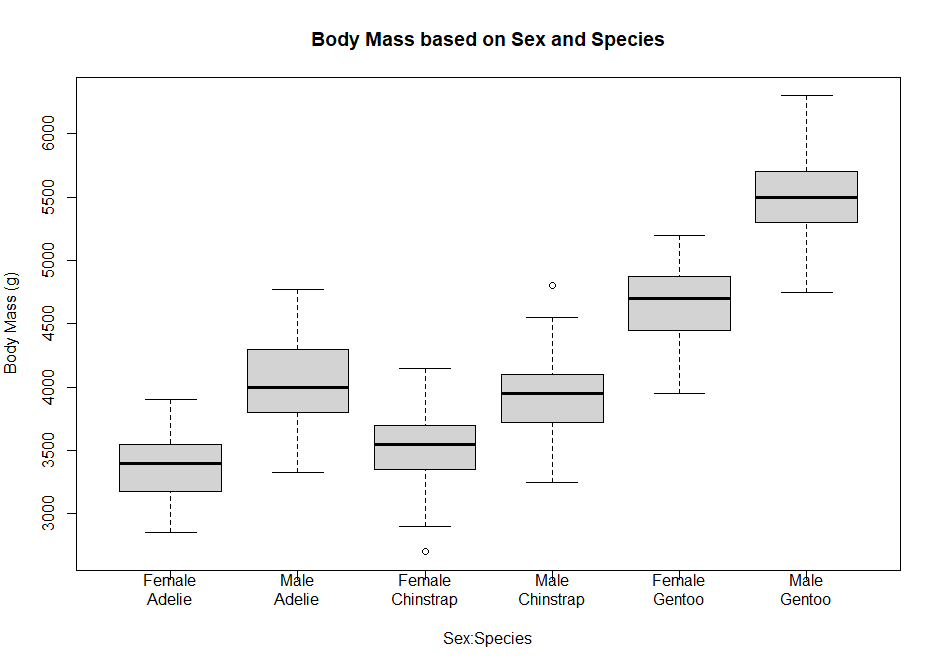 Body Mass based on Sex and Species
Body Mass (g)
6000
5500
5000
4500
4000
3500
3000
Female Male Female Male Female Male
Adelie Adelie Chinstrap Chinstrap Gentoo Gentoo
Sex:Species